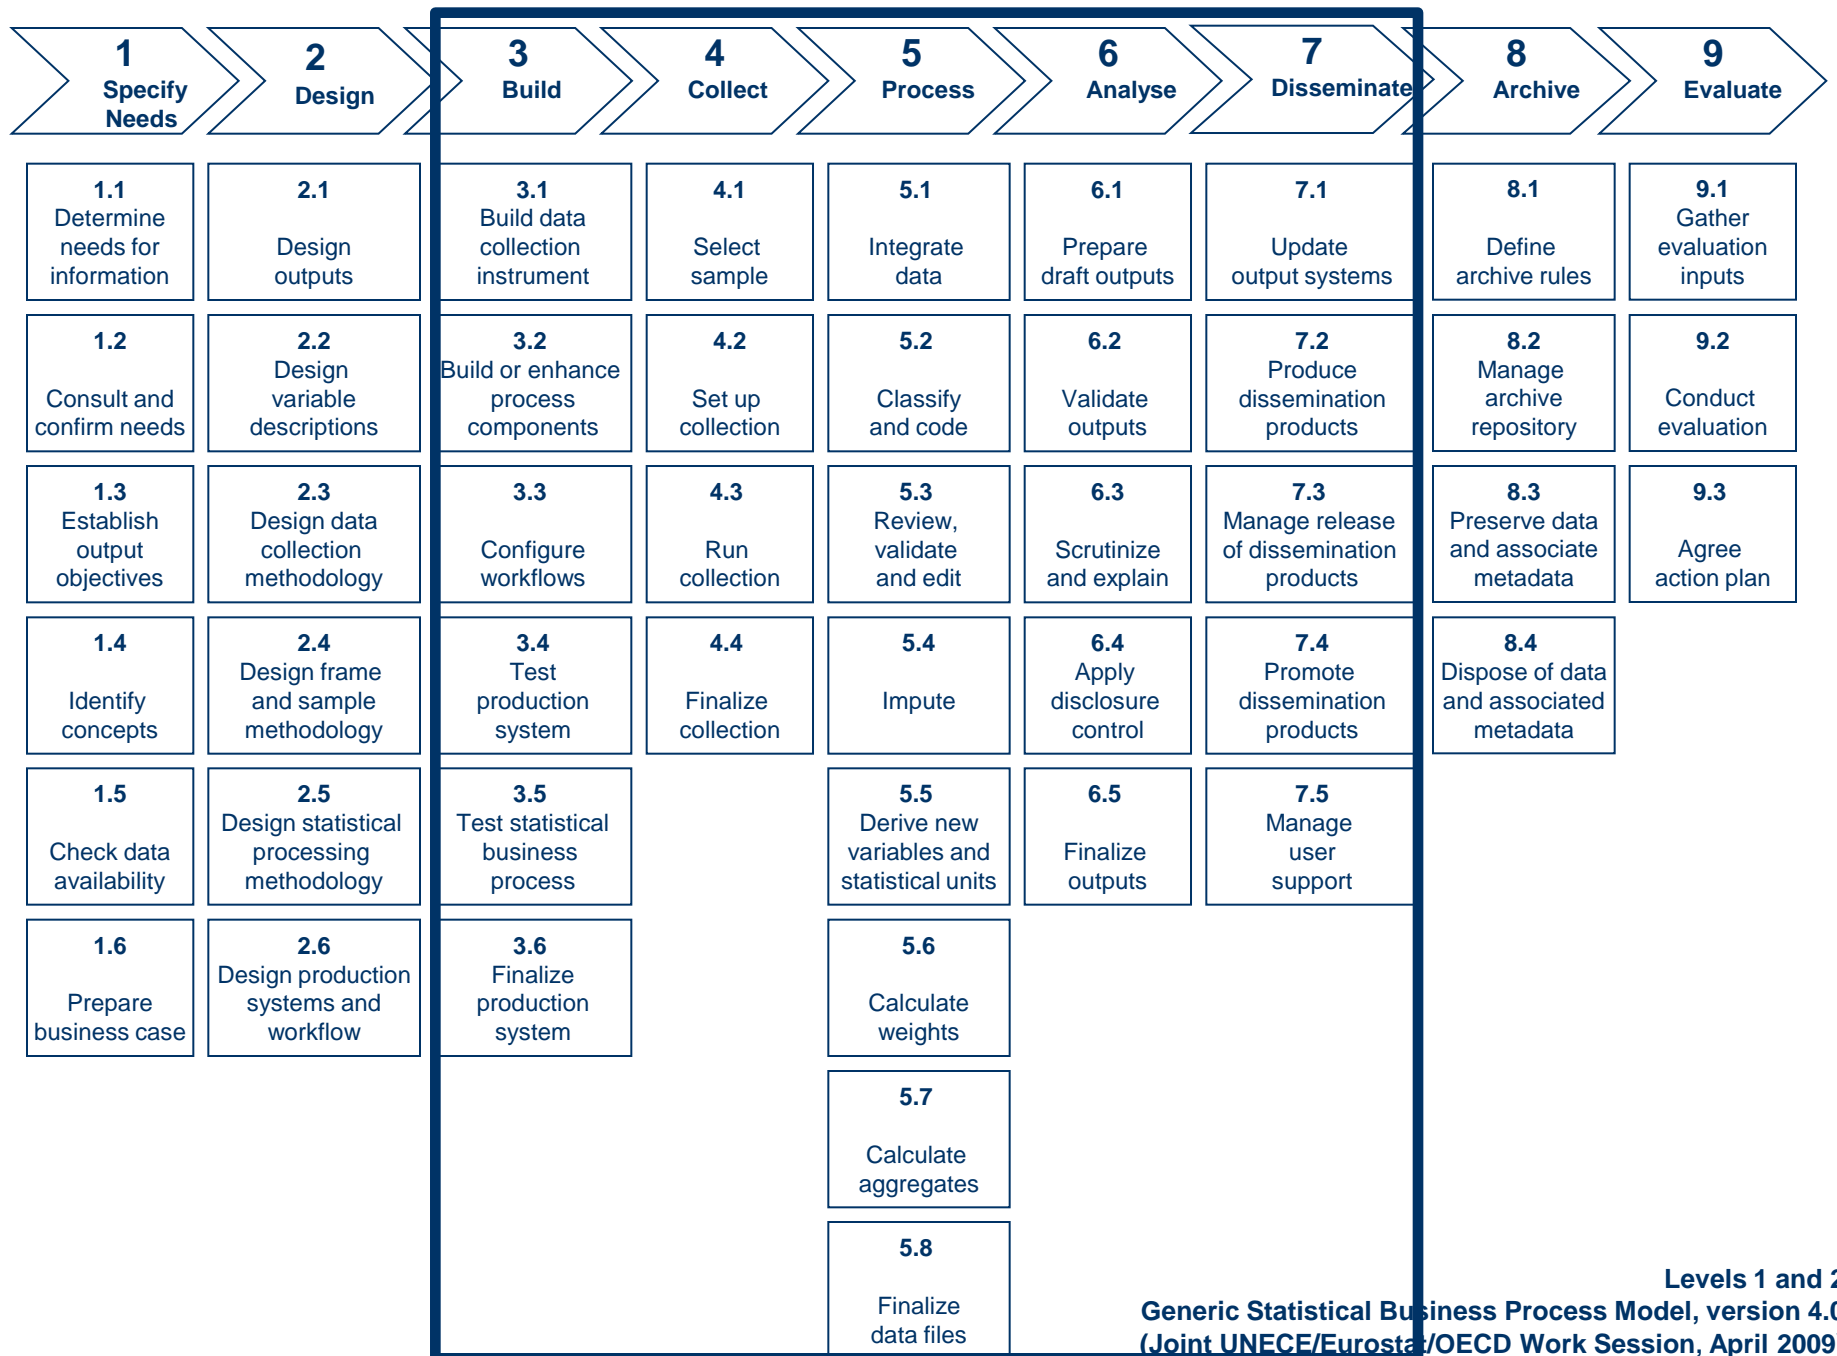 1
Specify
Needs
2
Design
3
Build
4
Collect
5
Process
6
Analyse
7
Disseminate
8
Archive
9
Evaluate
1.1
Determine
needs for
information
1.2
Consult and
confirm needs
1.3
Establish
output
objectives
1.4
Identify
concepts
1.5
Check data
availability
1.6
Prepare
business case
2.1
Design
outputs
2.2
Design
variable
descriptions
2.3
Design data
collection
methodology
2.4
Design frame
and sample
methodology
2.5
Design statistical
processing
methodology
2.6
Design production
systems and
workflow
3.1
Build data
collection
instrument
3.2
Build or enhance
process
components
3.3
Configure
workflows
3.4
Test
production
system
3.5
Test statistical
business
process
3.6
Finalize
production
system
4.1
Select
sample
4.2
Set up
collection
4.3
Run
collection
4.4
Finalize
collection
5.1
Integrate
data
5.2
Classify
and code
5.3
Review,
validate
and edit
5.4
Impute
5.5
Derive new
variables and
statistical units
5.6
Calculate
weights
5.7
Calculate
aggregates
5.8
Finalize
data files
6.1
Prepare
draft outputs
6.2
Validate
outputs
6.3
Scrutinize
and explain
6.4
Apply
disclosure
control
6.5
Finalize
outputs
7.1
Update
output systems
7.2
Produce
dissemination
products
7.3
Manage release
of dissemination
products
7.4
Promote
dissemination
products
7.5
Manage
user
support
8.1
Define
archive rules
8.2
Manage
archive
repository
8.3
Preserve data
and associate
metadata
8.4
Dispose of data
and associated
metadata
9.1
Gather
evaluation
inputs
9.2
Conduct
evaluation
9.3
Agree
action plan
Levels 1 and 2
Generic Statistical Business Process Model, version 4.0
(Joint UNECE/Eurostat/OECD Work Session, April 2009